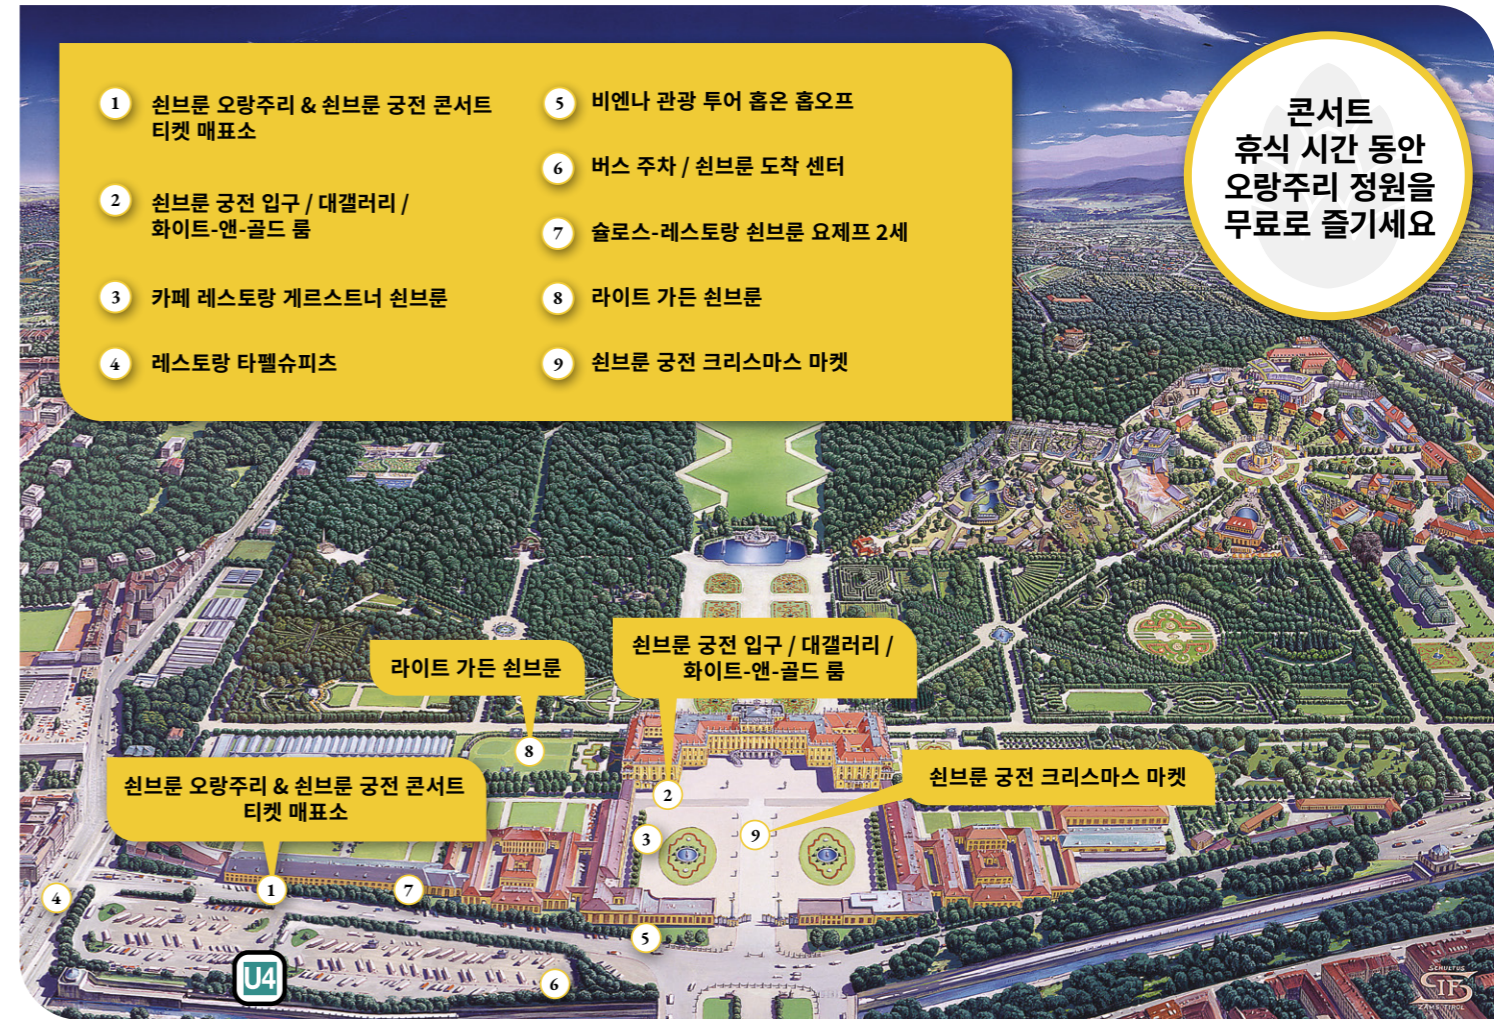 1
쇤브룬 오랑주리 & 쇤브룬 궁전 콘서트
티켓 매표소
2
쇤브룬 궁전 입구 / 대갤러리 /
화이트-앤-골드 룸
3
카페 레스토랑 게르스트너 쇤브룬
4
레스토랑 타펠슈피츠
5
비엔나 관광 투어 홉온 홉오프
6
버스 주차 / 쇤브룬 도착 센터
7
슐로스-레스토랑 쇤브룬 요제프 2세
8
라이트 가든 쇤브룬
9
쇤브룬 궁전 크리스마스 마켓
콘서트
휴식 시간 동안
오랑주리 정원을
무료로 즐기세요
라이트 가든 쇤브룬
8
쇤브룬 궁전 입구 / 대갤러리 /
화이트-앤-골드 룸
2
쇤브룬 오랑주리 & 쇤브룬 궁전 콘서트
티켓 매표소
1
쇤브룬 궁전 크리스마스 마켓
9
3
4
7
5
6
U4
SCHULTUS
ZAMS TIROL